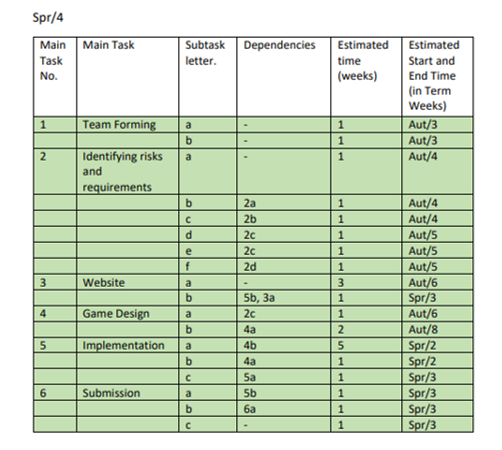 Spr/4
Main Task No. | Main Task | Subtask letter. | Dependencies | Estimated time (weeks) | Estimated Start and End Time (in Term Weeks)
1 | Team Forming | a | - | 1 | Aut/3
b | - | 1 | Aut/3
2 | Identifying risks and requirements | a | - | 1 | Aut/4
b | 2a | 1 | Aut/4
c | 2b | 1 | Aut/4
d | 2c | 1 | Aut/5
e | 2c | 1 | Aut/5
f | 2d | 1 | Aut/5
3 | Website | a | - | 3 | Aut/6
b | 5b, 3a | 1 | Spr/3
4 | Game Design | a | 2c | 1 | Aut/6
b | 4a | 2 | Aut/8
5 | Implementation | a | 4b | 5 | Spr/2
b | 4a | 1 | Spr/2
c | 5a | 1 | Spr/3
6 | Submission | a | 5b | 1 | Spr/3
b | 6a | 1 | Spr/3
c | - | 1 | Spr/3